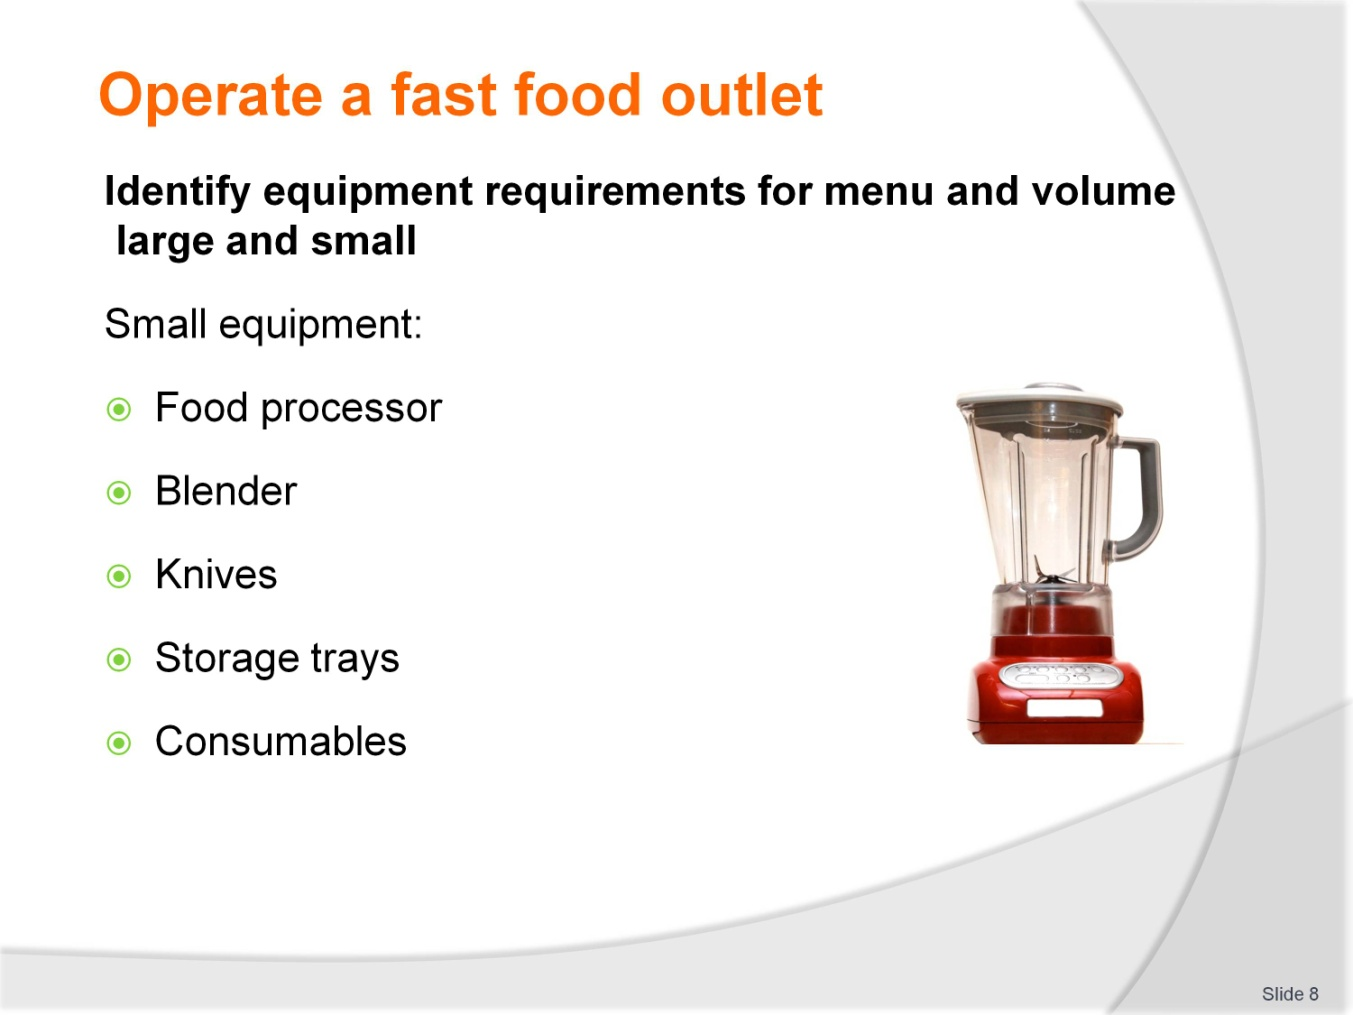 Operate a fast food outlet
Identify equipment requirements for menu and volume
large and small
Small equipment:
Food processor
Blender
Knives
Storage trays
Consumables
Slide 8